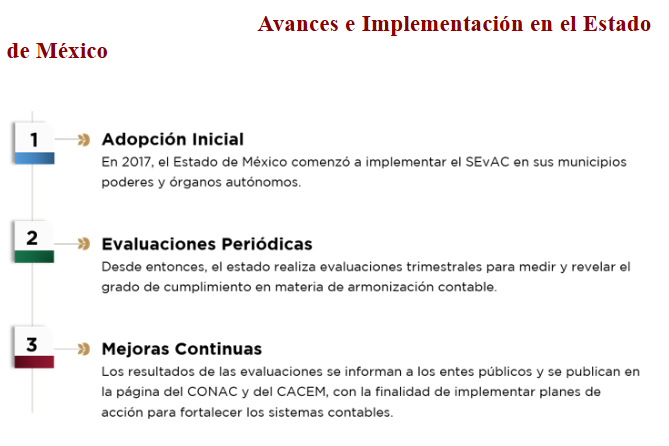 Avances e Implementación en el Estado
de México
1
Adopción Inicial
En 2017, el Estado de México comenzó a implementar el SEvAC en sus municipios
poderes y órganos autónomos.
2
Evaluaciones Periódicas
Desde entonces, el estado realiza evaluaciones trimestrales para medir y revelar el
grado de cumplimiento en materia de armonización contable.
3
Mejoras Continuas
Los resultados de las evaluaciones se informan a los entes públicos y se publican en
la página del CONAC y del CACEM, con la finalidad de implementar planes de
acción para fortalecer los sistemas contables.